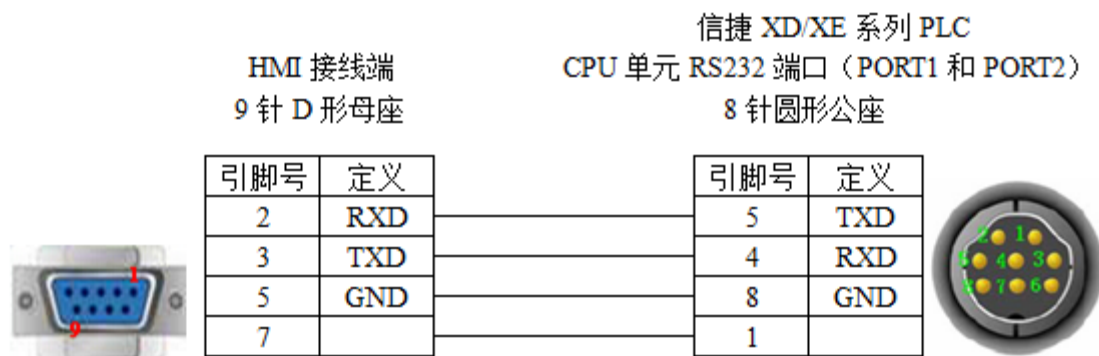 信捷 XD/XE 系列 PLC
HMI 接线端 CPU 单元 RS232 端口（PORT1 和 PORT2）
9 针 D 形母座 8 针圆形公座
引脚号 定义 引脚号 定义
2 RXD 5 TXD
3 TXD 4 RXD
5 GND 8 GND
7 1
1
9
2 1
5 4 3
8 7 6